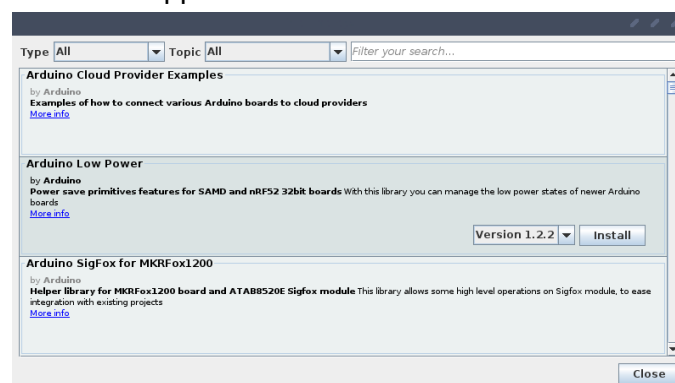 Type All Topic All Filter your search...
Arduino Cloud Provider Examples
by Arduino
Examples of how to connect various Arduino boards to cloud providers
More info
Arduino Low Power
by Arduino
Power save primitives features for SAMD and nRF52 32bit boards With this library you can manage the low power states of newer Arduino
boards
More info
Version 1.2.2 Install
Arduino SigFox for MKRFox1200
by Arduino
Helper library for MKRFox1200 board and ATAB8520E Sigfox module This library allows some high level operations on Sigfox module, to ease
integration with existing projects
More info
Close